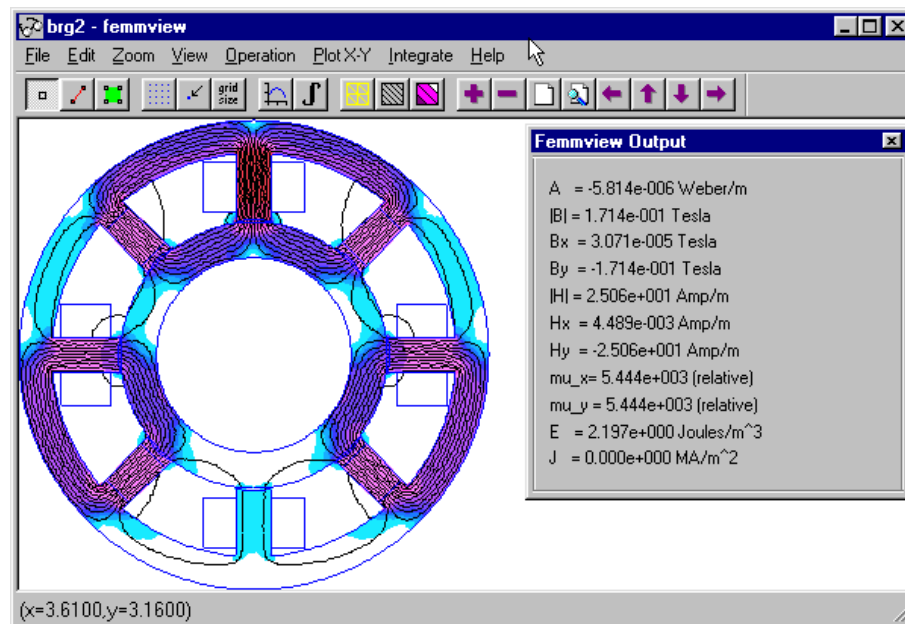 brg2 - femmview
File Edit Zoom View Operation Plot X-Y Integrate Help
grid
size
Femmview Output
A = -5.814e-006 Weber/m
|B| = 1.714e-001 Tesla
Bx = 3.071e-005 Tesla
By = -1.714e-001 Tesla
|H| = 2.506e+001 Amp/m
Hx = 4.489e-003 Amp/m
Hy = -2.506e+001 Amp/m
mu_x= 5.444e+003 (relative)
mu_y = 5.444e+003 (relative)
E = 2.197e+000 Joules/m^3
J = 0.000e+000 MA/m^2
(x=3.6100,y=3.1600)